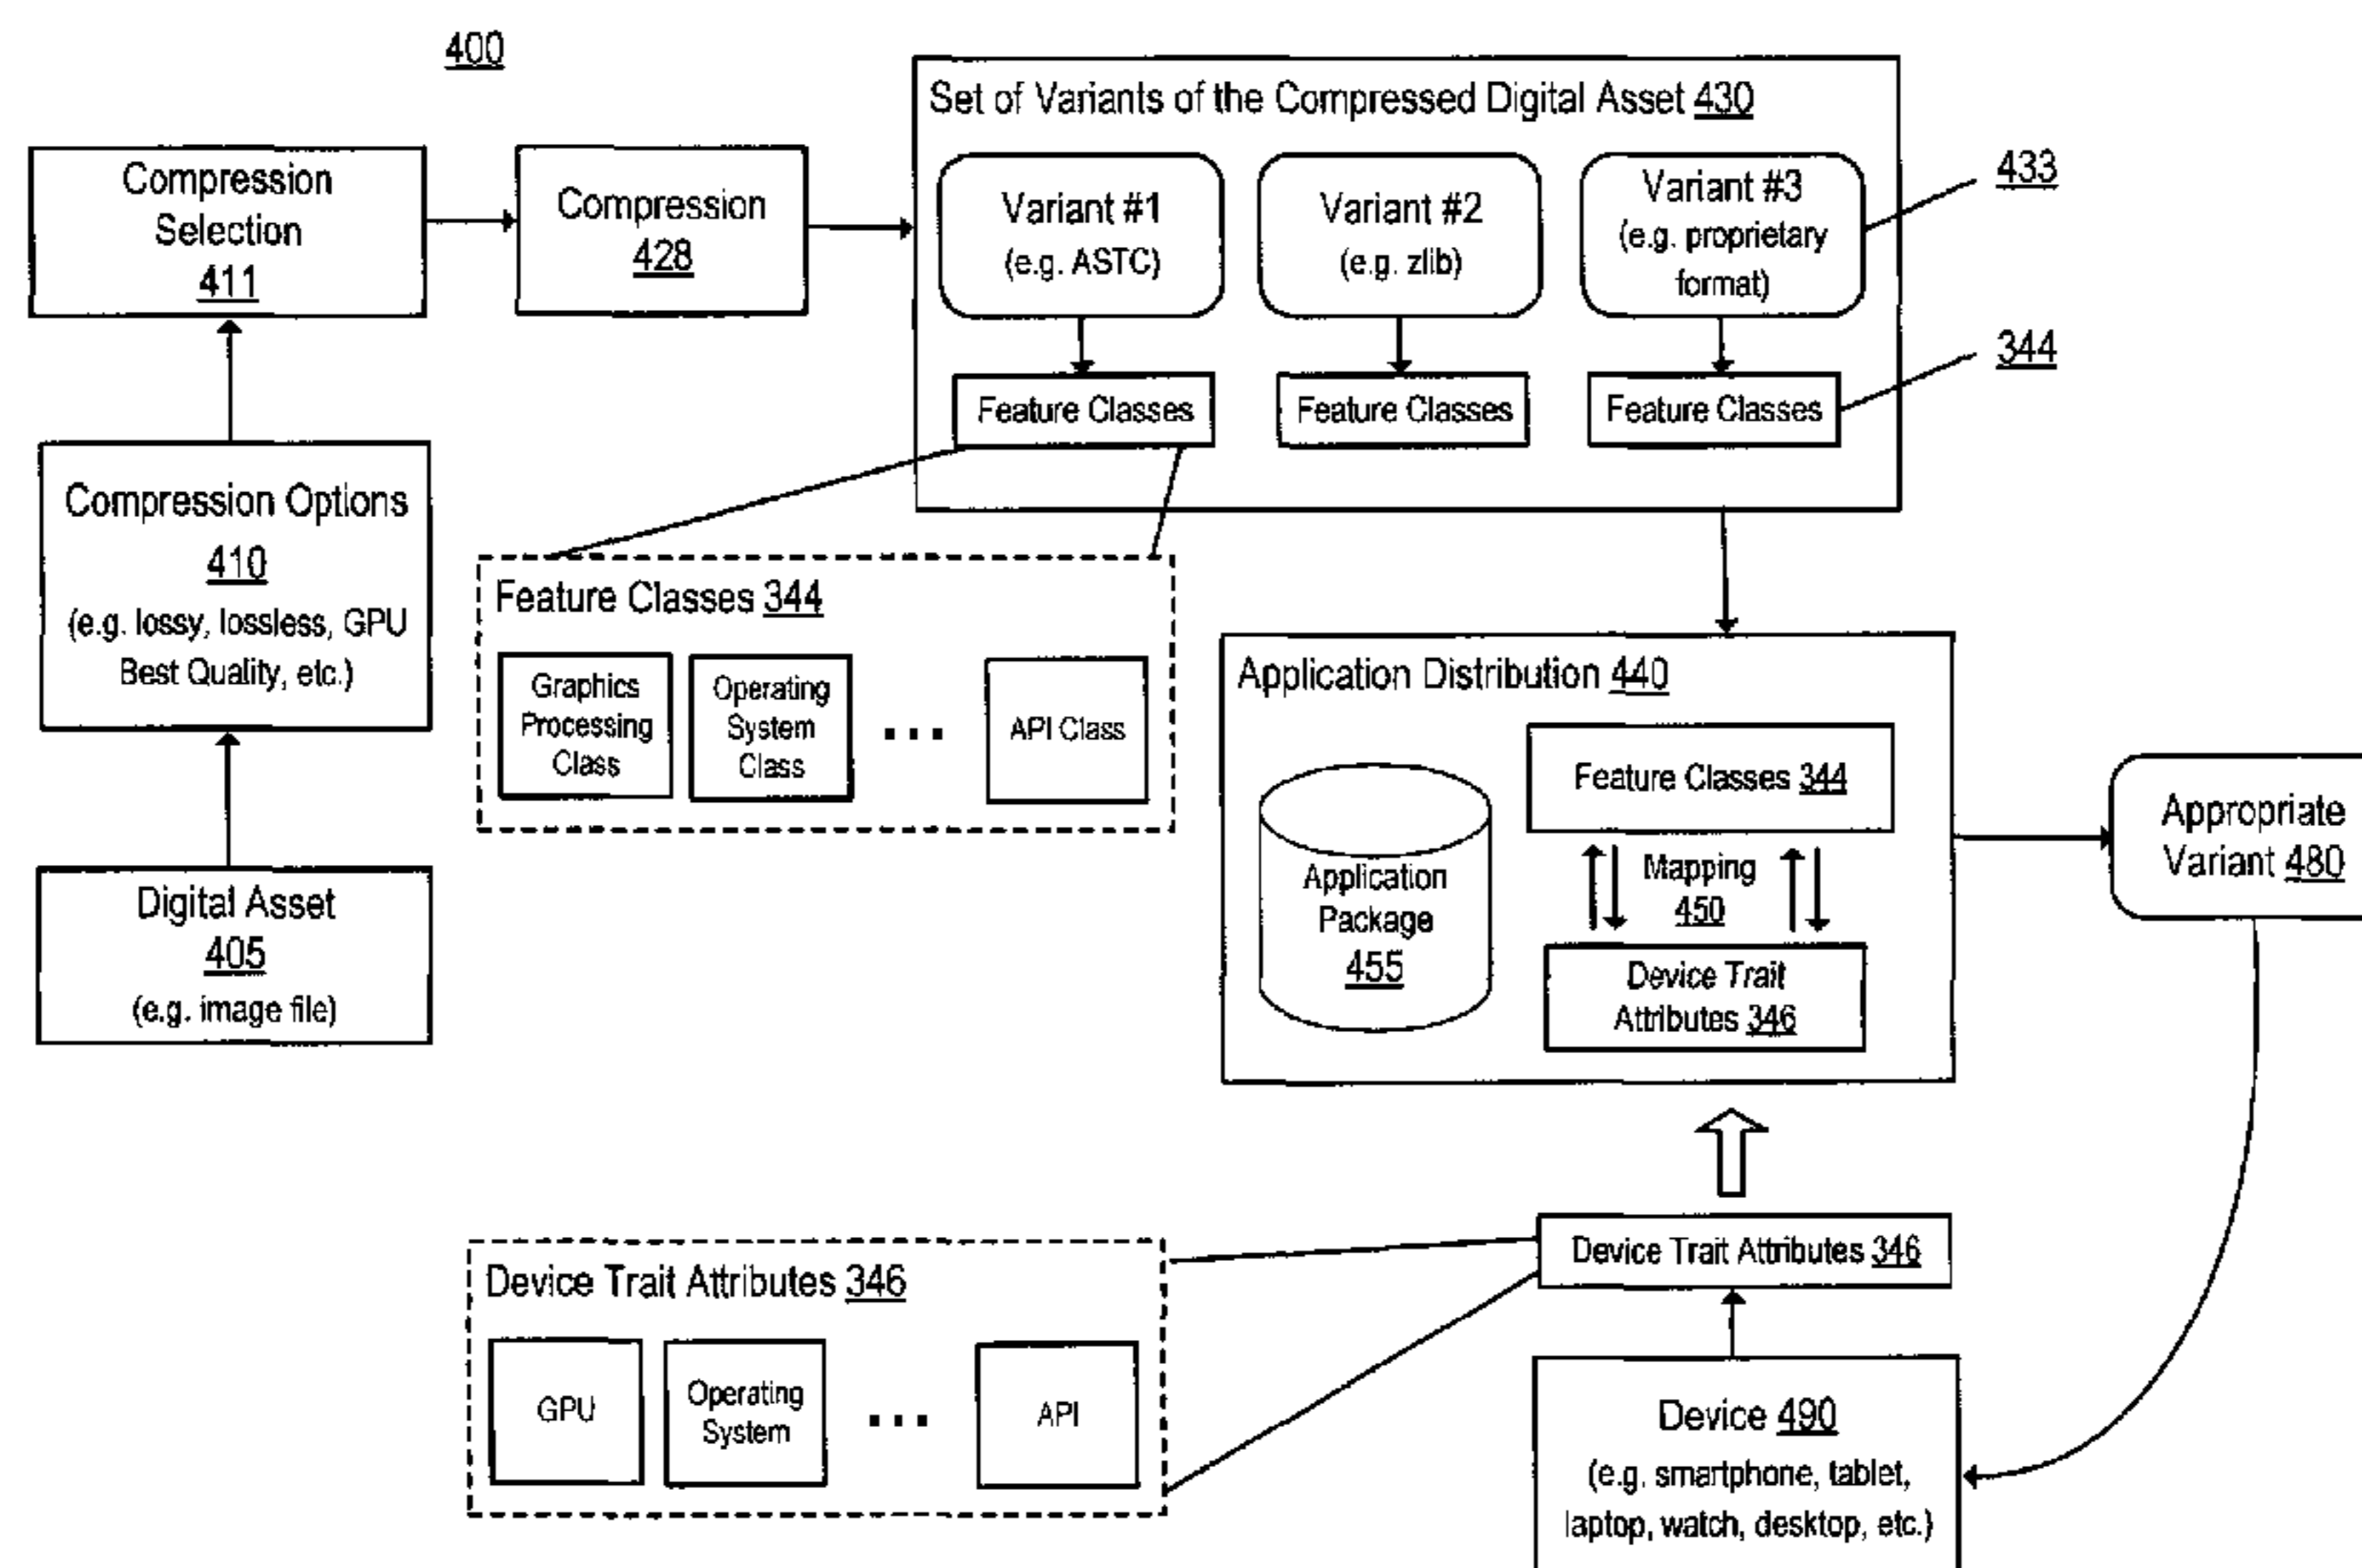 400
Compression
Selection
411
Compression
428
Set of Variants of the Compressed Digital Asset 430
Variant #1
(e.g. ASTC)
Variant #2
(e.g. zlib)
Variant #3
(e.g. proprietary
format)
433
Feature Classes
Feature Classes
Feature Classes
344
Compression Options
410
(e.g. lossy, lossless, GPU
Best Quality, etc.)
Feature Classes 344
Graphics
Processing
Class
Operating
System
Class
...
API Class
Digital Asset
405
(e.g. image file)
Application Distribution 440
Application
Package
455
Feature Classes 344
Mapping
450
Device Trait
Attributes 346
Appropriate
Variant 480
Device Trait Attributes 346
Device Trait Attributes 346
GPU
Operating
System
...
API
Device 490
(e.g. smartphone, tablet,
laptop, watch, desktop, etc.)